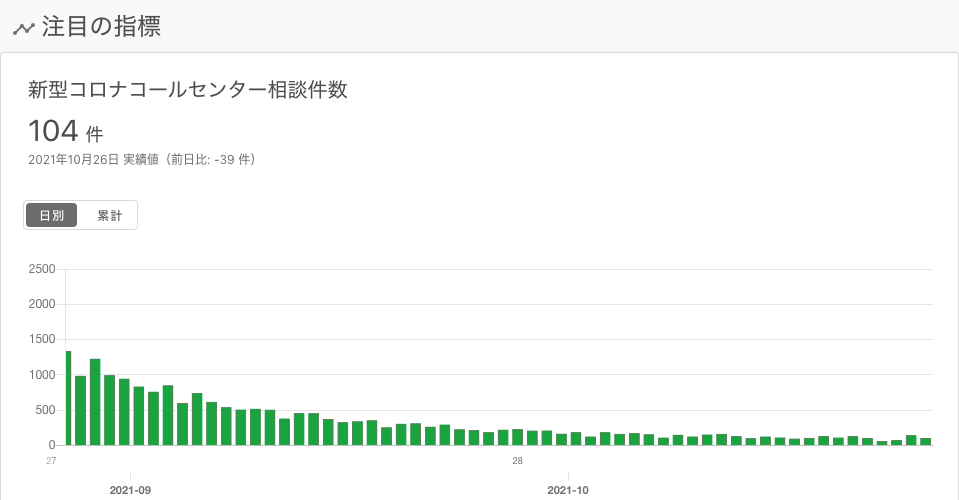 注目の指標
新型コロナコールセンター相談件数
104 件
2021年10月26日 実績値（前日比: -39 件）
日別 累計
2500
2000
1500
1000
500
0
27 28
2021-09 2021-10